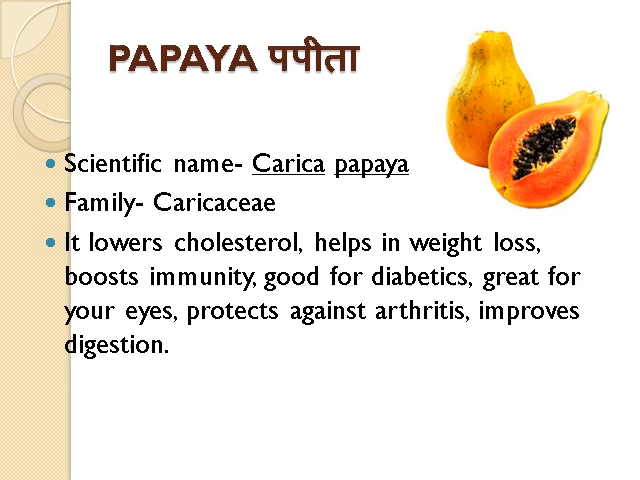 PAPAYA पपीता
Scientific name- Carica papaya
Family- Caricaceae
It lowers cholesterol, helps in weight loss,
boosts immunity, good for diabetics, great for
your eyes, protects against arthritis, improves
digestion.